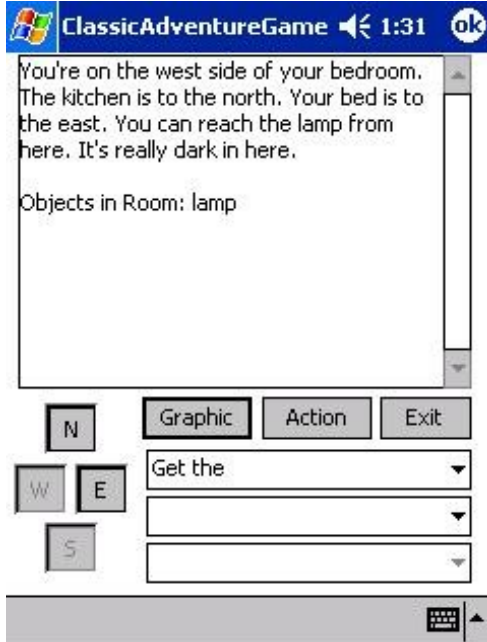 ClassicAdventureGame 1:31 ok
You're on the west side of your bedroom.
The kitchen is to the north. Your bed is to
the east. You can reach the lamp from
here. It's really dark in here.
Objects in Room: lamp
N
Graphic Action Exit
W E
Get the
S